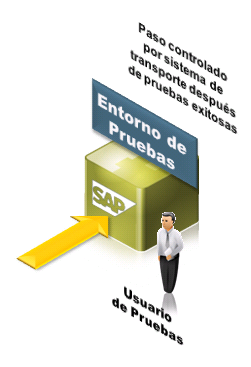 Paso controlado
por sistema de
transporte después
de pruebas exitosas
Entorno de
Pruebas
SAP
Usuario
de Pruebas